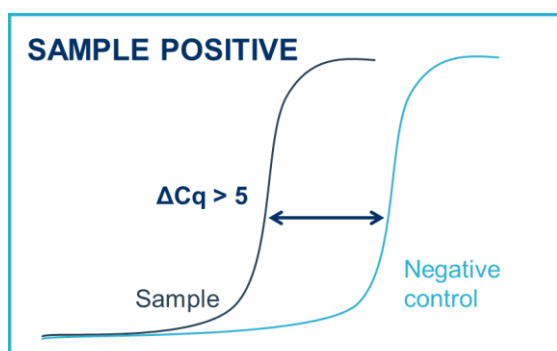 SAMPLE POSITIVE
ΔCq > 5
Sample
Negative
control